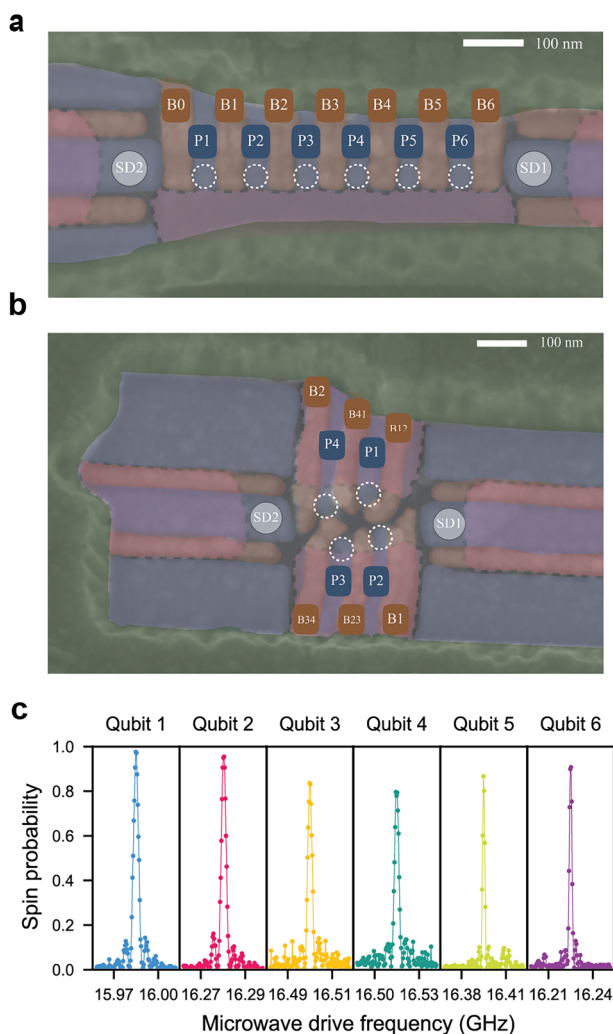 a
100 nm
B0 B1 B2 B3 B4 B5 B6
P1 P2 P3 P4 P5 P6
SD2 SD1
b
100 nm
B2
B41
B12
P4 P1
SD2 SD1
P3 P2
B34 B23 B1
c
Qubit 1 Qubit 2 Qubit 3 Qubit 4 Qubit 5 Qubit 6
1.0
0.8
0.6
0.4
0.2
0.0
Spin probability
15.97 16.00 16.27 16.29 16.49 16.51 16.50 16.53 16.38 16.41 16.21 16.24
Microwave drive frequency (GHz)